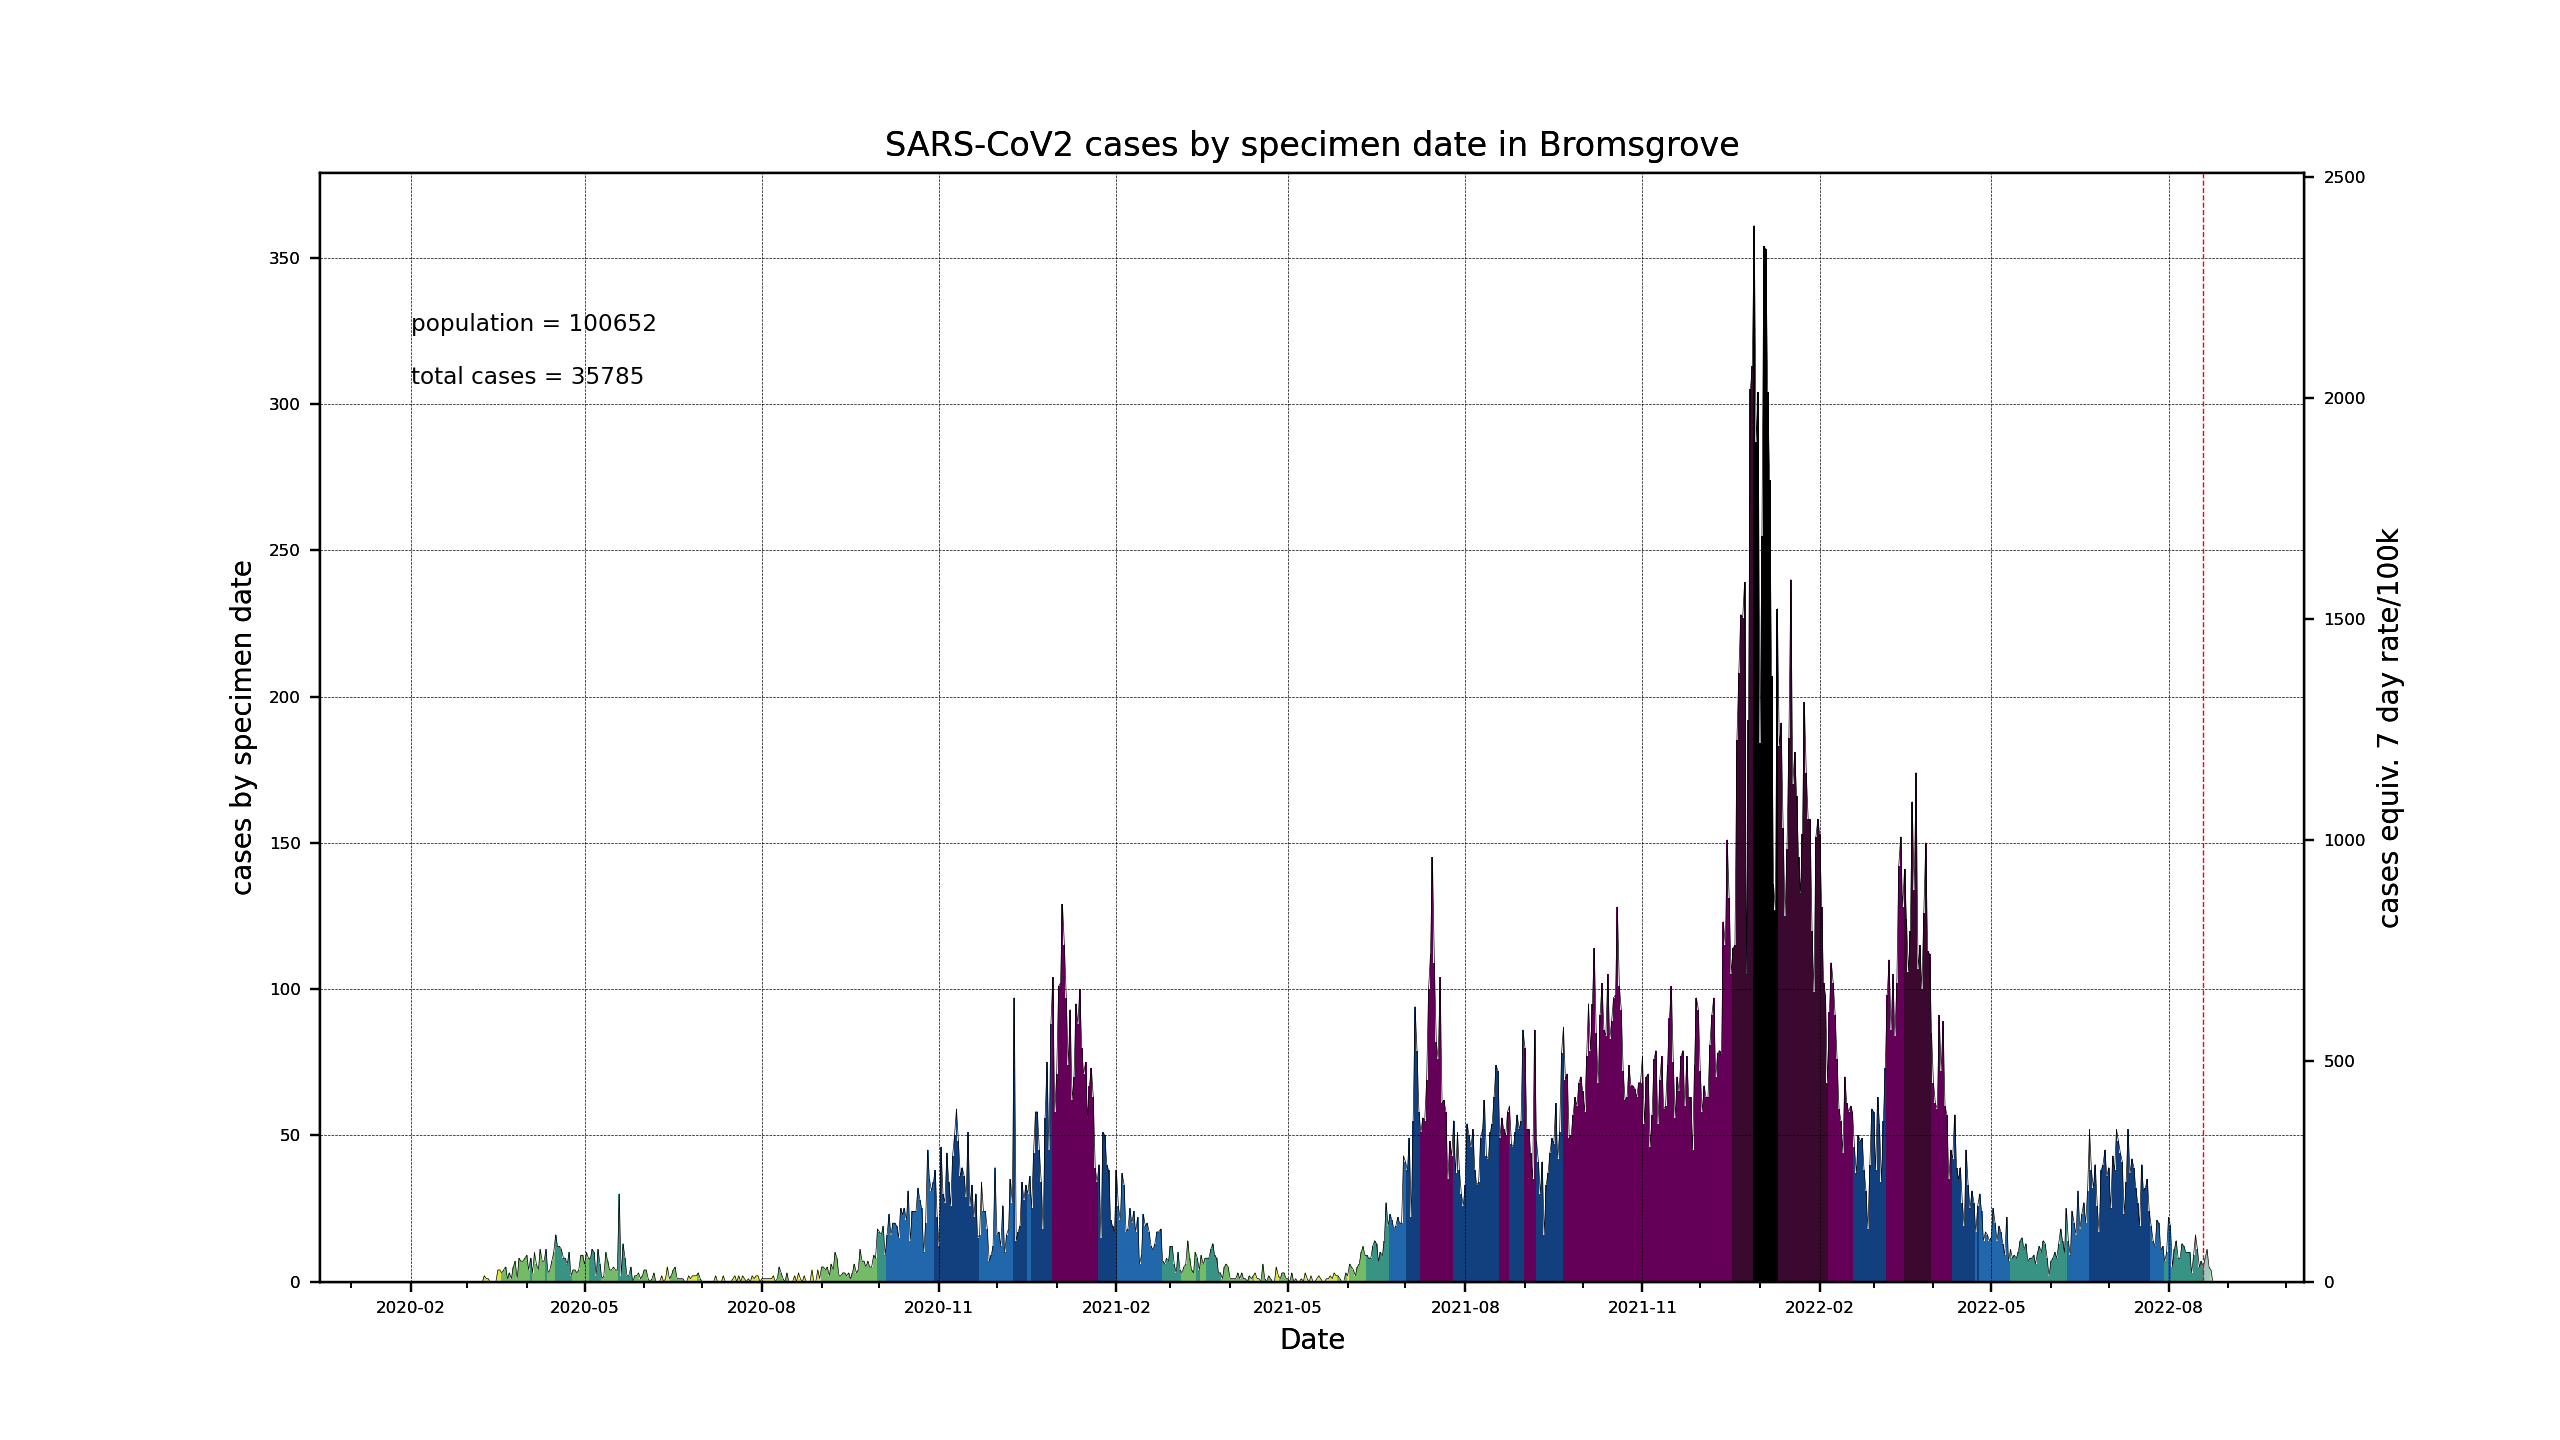 SARS-CoV2 cases by specimen date in Bromsgrove
population = 100652
total cases = 35785
cases by specimen date
350
300
250
200
150
100
50
0
2500
2000
1500
1000
500
0
cases equiv. 7 day rate/100k
2020-02 2020-05 2020-08 2020-11 2021-02 2021-05 2021-08 2021-11 2022-02 2022-05 2022-08
Date